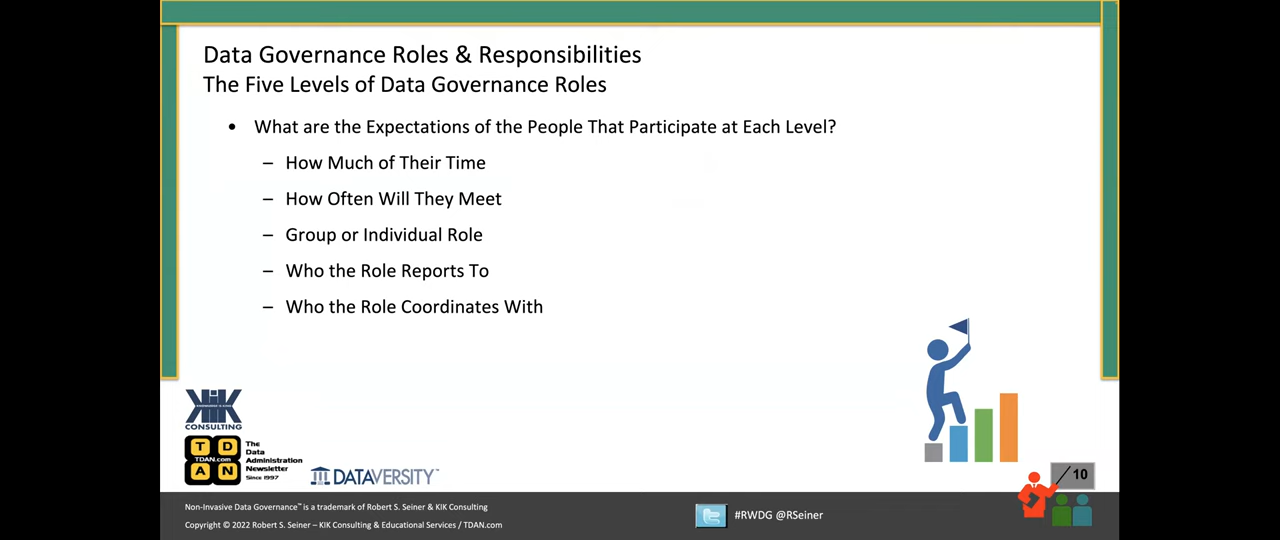 Data Governance Roles & Responsibilities
The Five Levels of Data Governance Roles
• What are the Expectations of the People That Participate at Each Level?
– How Much of Their Time
– How Often Will They Meet
– Group or Individual Role
– Who the Role Reports To
– Who the Role Coordinates With
KIK
CONSULTING
T D
TDAN.com
A N
The
Data
Administration
Newsletter
Since 1997
DATAVERSITY™
10
Non-Invasive Data Governance™ is a trademark of Robert S. Seiner & KIK Consulting
Copyright © 2022 Robert S. Seiner – KIK Consulting & Educational Services / TDAN.com
#RWDG @RSeiner